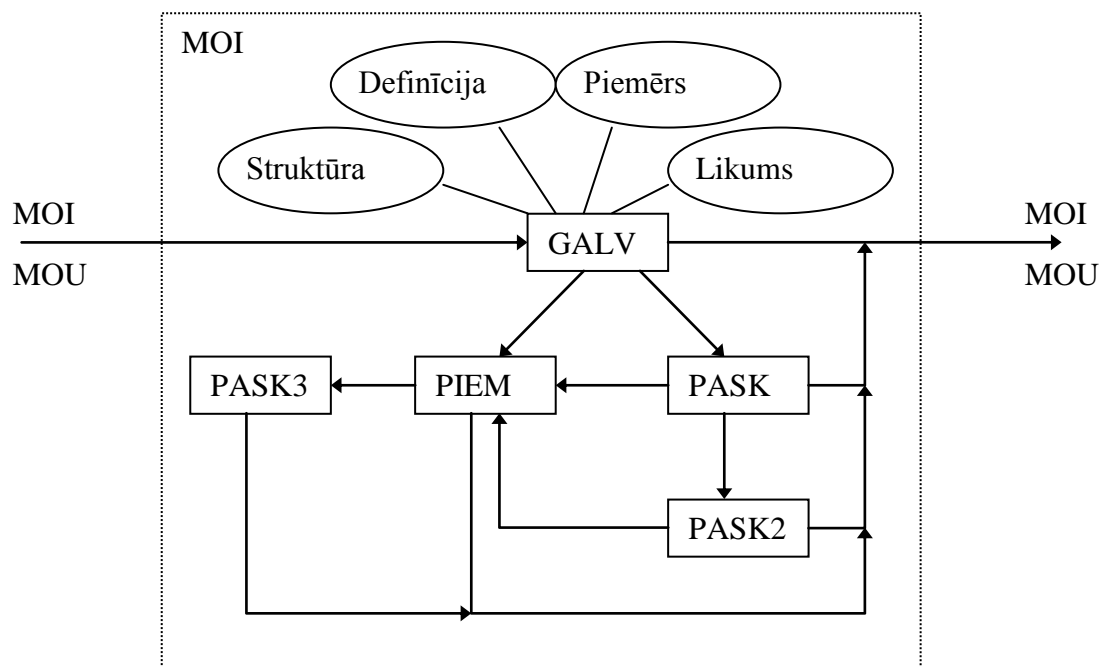 MOI
Definīcija
Piemērs
Struktūra
Likums
MOI
MOU
GALV
MOI
MOU
PASK3
PIEM
PASK
PASK2